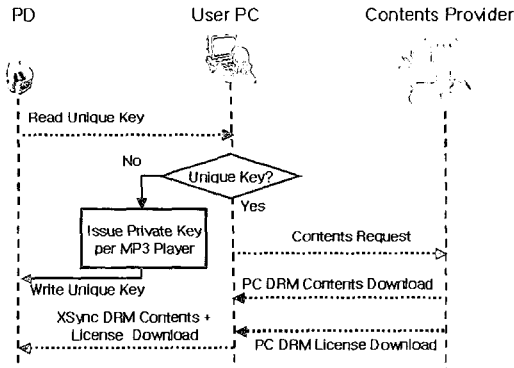 PD
User PC
Contents Provider
Read Unique Key
No
Unique Key?
Yes
Issue Private Key
per MP3 Player
Contents Request
Write Unique Key
PC DRM Contents Download
XSync DRM Contents +
License Download
PC DRM License Download